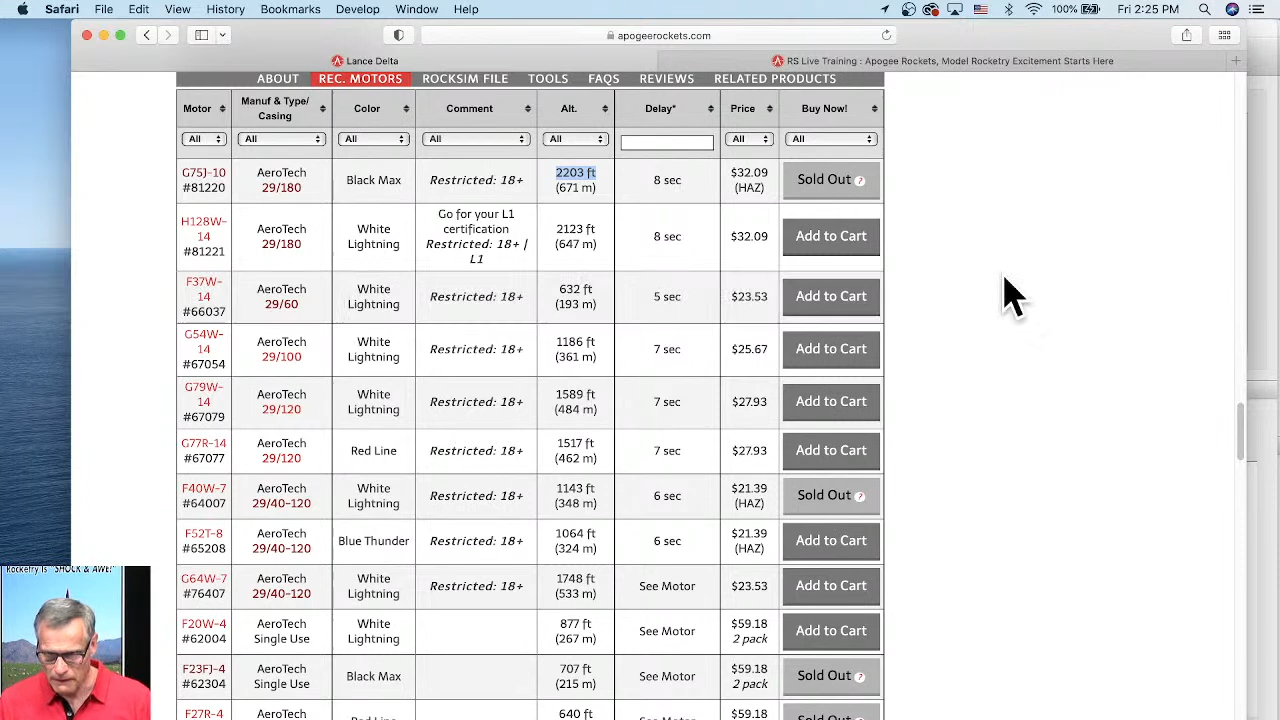 Safari File Edit View History Bookmarks Develop Window Help 100% Fri 2:25 PM
apogeerockets.com
Lance Delta RS Live Training : Apogee Rockets, Model Rocketry Excitement Starts Here
ABOUT REC. MOTORS ROCKSIM FILE TOOLS FAQS REVIEWS RELATED PRODUCTS
Motor Manuf & Type/ Casing Color Comment Alt. Delay* Price Buy Now!
All All All All All All All
G75J-10 AeroTech Black Max Restricted: 18+ 2203 ft 8 sec $32.09 Sold Out ?
#81220 29/180 (671 m) (HAZ)
H128W-14 AeroTech White Go for your L1 2123 ft 8 sec $32.09 Add to Cart
#81221 29/180 Lightning certification (647 m)
Restricted: 18+ |
L1
F37W-14 AeroTech White Restricted: 18+ 632 ft 5 sec $23.53 Add to Cart
#66037 29/60 Lightning (193 m)
G54W-14 AeroTech White Restricted: 18+ 1186 ft 7 sec $25.67 Add to Cart
#67054 29/100 Lightning (361 m)
G79W-14 AeroTech White Restricted: 18+ 1589 ft 7 sec $27.93 Add to Cart
#67079 29/120 Lightning (484 m)
G77R-14 AeroTech Red Line Restricted: 18+ 1517 ft 7 sec $27.93 Add to Cart
#67077 29/120 (462 m)
F40W-7 AeroTech White Restricted: 18+ 1143 ft 6 sec $21.39 Sold Out ?
#64007 29/40-120 Lightning (348 m) (HAZ)
F52T-8 AeroTech Blue Thunder Restricted: 18+ 1064 ft 6 sec $21.39 Add to Cart
#65208 29/40-120 (324 m) (HAZ)
G64W-7 AeroTech White Restricted: 18+ 1748 ft See Motor $23.53 Add to Cart
#76407 29/40-120 Lightning (533 m)
F20W-4 AeroTech White 877 ft See Motor $59.18 Add to Cart
#62004 Single Use Lightning (267 m) 2 pack
F23FJ-4 AeroTech Black Max 707 ft See Motor $59.18 Sold Out ?
#62304 Single Use (215 m) 2 pack
F27R-4 AeroTech Red Line 640 ft See Motor $59.18 Sold Out ?
Rocketry is "SHOCK & AWE!"